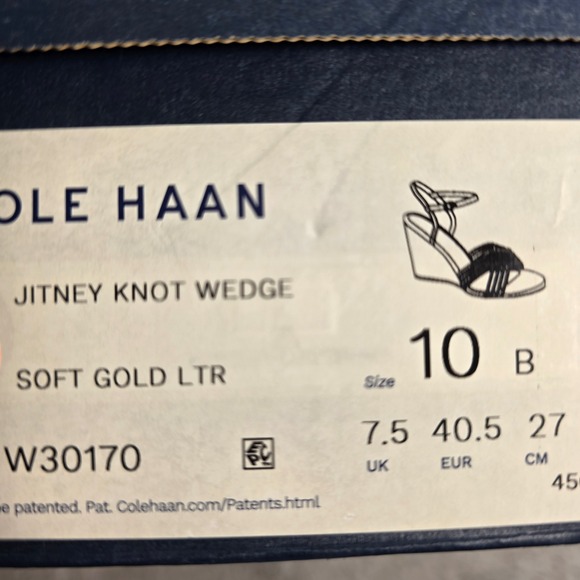 OLE HAAN
JITNEY KNOT WEDGE
SOFT GOLD LTR
Size 10 B
W30170
7.5 40.5 27
UK EUR CM
45
e patented. Pat. Colehaan.com/Patents.html